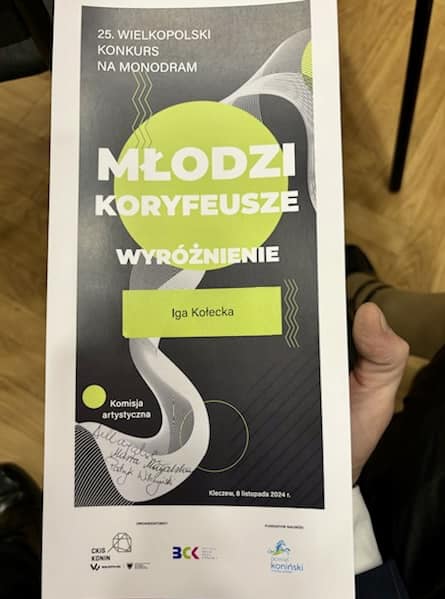 25. WIELKOPOLSKI
KONKURS
NA MONODRAM
MŁODZI
KORYFEUSZE
WYRÓŻNIENIE
Iga Kołecka
Komisja
artystyczna
Kleczew, 8 listopada 2024 r.
ORGANIZATORZY
CKiS
KONIN
BCK
powiat
koniński